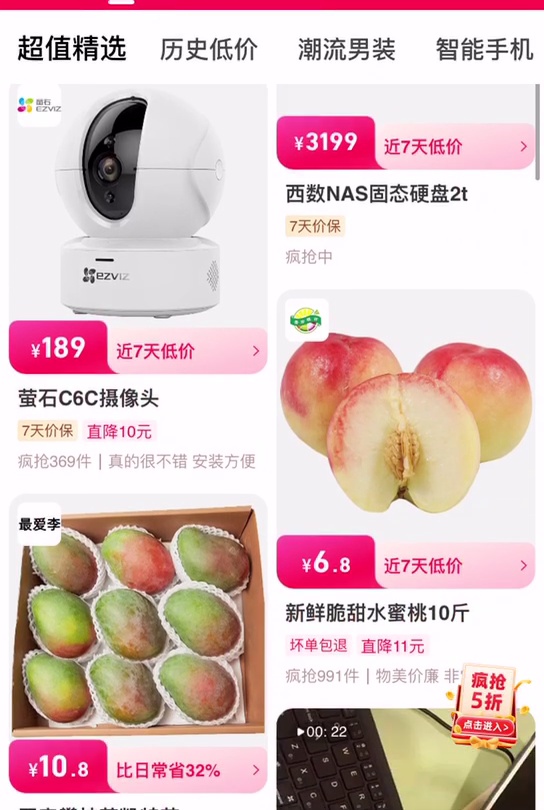 超值精选 历史低价 潮流男装 智能手机
萤石
EZVIZ
ezviz
¥189 近7天低价 >
萤石C6C摄像头
7天价保 直降10元
疯抢369件｜真的很不错 安装方便
最爱李
¥10.8 比日常省32% >
¥3199 近7天低价 >
西数NAS固态硬盘2t
7天价保
疯抢中
¥6.8 近7天低价 >
新鲜脆甜水蜜桃10斤
坏单包退 直降11元
疯抢991件｜物美价廉 非
疯抢
5折
点击进入>
00: 22